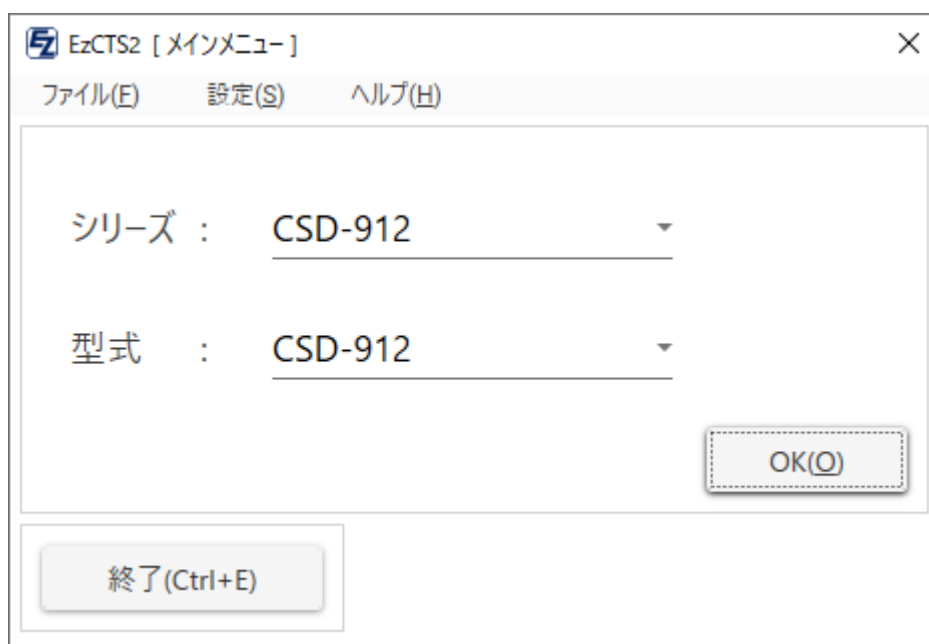 EzCTS2 [ メインメニュー ]
ファイル(F) 設定(S) ヘルプ(H)
シリーズ : CSD-912
型式 : CSD-912
OK(O)
終了(Ctrl+E)